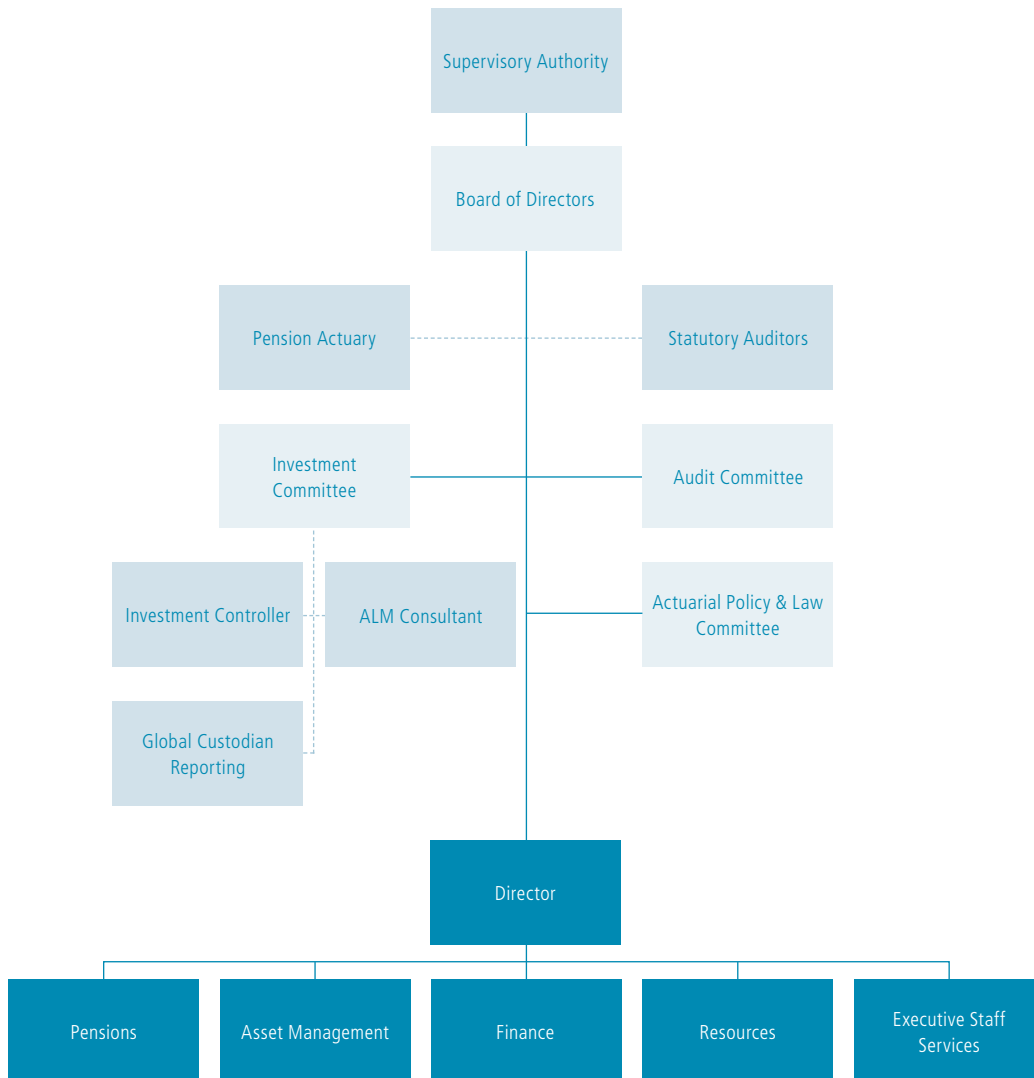 Supervisory Authority
Board of Directors
Pension Actuary
Statutory Auditors
Investment
Committee
Audit Committee
Investment Controller
ALM Consultant
Actuarial Policy & Law
Committee
Global Custodian
Reporting
Director
Pensions
Asset Management
Finance
Resources
Executive Staff
Services